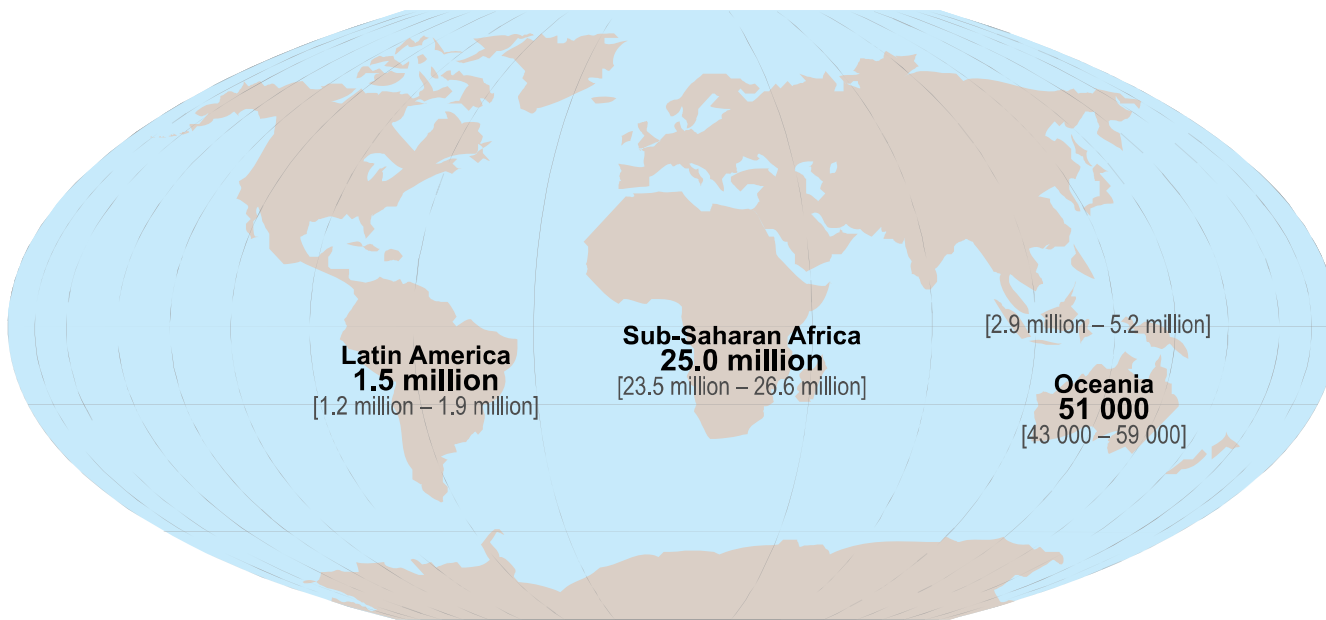 Latin America
1.5 million
[1.2 million – 1.9 million]
Sub-Saharan Africa
25.0 million
[23.5 million – 26.6 million]
[2.9 million – 5.2 million]
Oceania
51 000
[43 000 – 59 000]